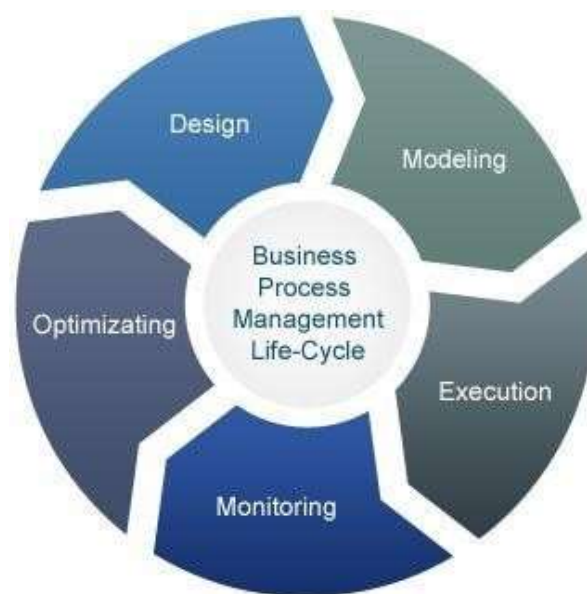 Design
Modeling
Business
Process
Management
Life-Cycle
Optimizating
Execution
Monitoring